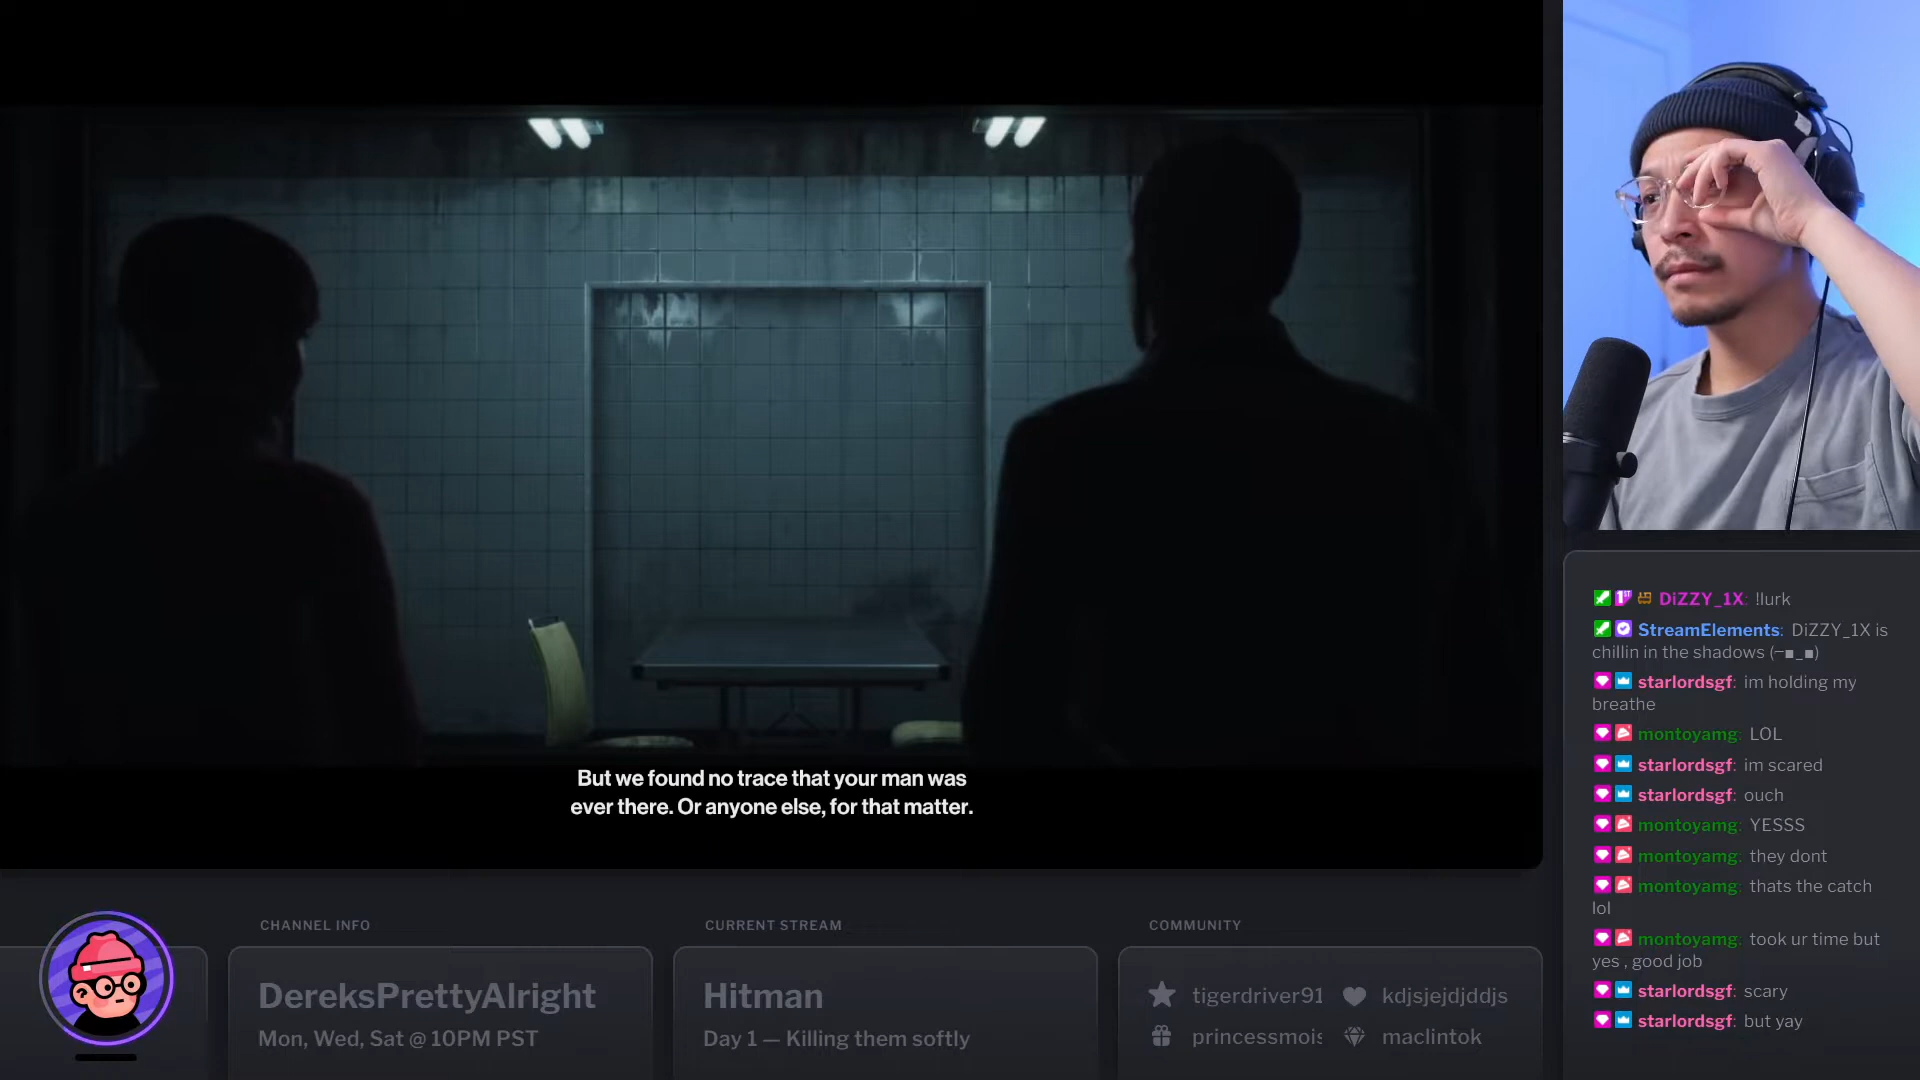 But we found no trace that your man was
ever there. Or anyone else, for that matter.
DiZZY_1X: !lurk
StreamElements: DiZZY_1X is
chillin in the shadows (⌐■_■)
starlordsgf: im holding my
breathe
montoyamg: LOL
starlordsgf: im scared
starlordsgf: ouch
montoyamg: YESSS
montoyamg: they dont
montoyamg: thats the catch
lol
montoyamg: took ur time but
yes , good job
starlordsgf: scary
starlordsgf: but yay
CHANNEL INFO
DereksPrettyAlright
Mon, Wed, Sat @ 10PM PST
CURRENT STREAM
Hitman
Day 1 — Killing them softly
COMMUNITY
tigerdriver91 kdjsjejdjddjs
princessmois maclintok